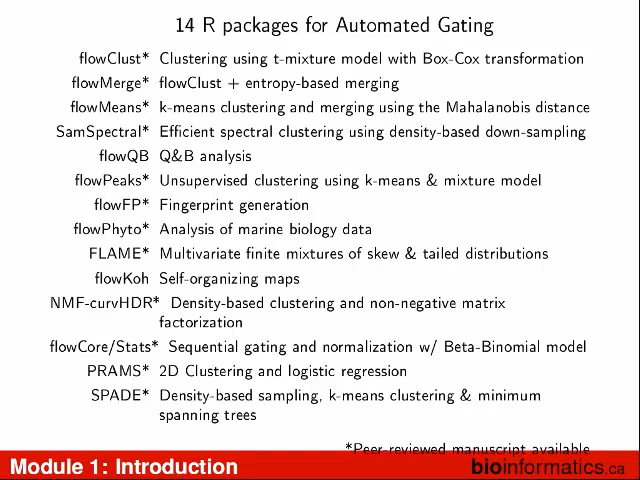 14 R packages for Automated Gating
flowClust* Clustering using t-mixture model with Box-Cox transformation
flowMerge* flowClust + entropy-based merging
flowMeans* k-means clustering and merging using the Mahalanobis distance
SamSpectral* Efficient spectral clustering using density-based down-sampling
flowQB Q&B analysis
flowPeaks* Unsupervised clustering using k-means & mixture model
flowFP* Fingerprint generation
flowPhyto* Analysis of marine biology data
FLAME* Multivariate finite mixtures of skew & tailed distributions
flowKoh Self-organizing maps
NMF-curvHDR* Density-based clustering and non-negative matrix
factorization
flowCore/Stats* Sequential gating and normalization w/ Beta-Binomial model
PRAMS* 2D Clustering and logistic regression
SPADE* Density-based sampling, k-means clustering & minimum
spanning trees
*Peer-reviewed manuscript available
Module 1: Introduction
bioinformatics.ca